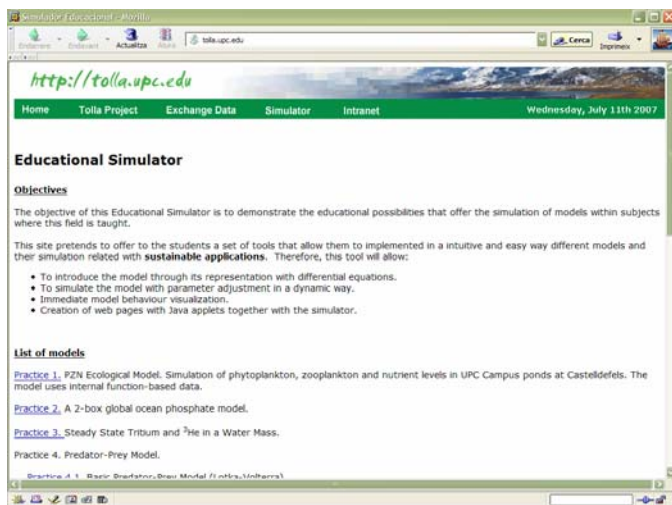 Simulador Educacional - Mozilla
Endarrere Endavant Actualitza Atura tolla.upc.edu Cerca Imprimeix
http://tolla.upc.edu
Home Tolla Project Exchange Data Simulator Intranet Wednesday, July 11th 2007
Educational Simulator
Objectives
The objective of this Educational Simulator is to demonstrate the educational possibilities that offer the simulation of models within subjects
where this field is taught.
This site pretends to offer to the students a set of tools that allow them to implemented in a intuitive and easy way different models and
their simulation related with sustainable applications. Therefore, this tool will allow:
• To introduce the model through its representation with differential equations.
• To simulate the model with parameter adjustment in a dynamic way.
• Immediate model behaviour visualization.
• Creation of web pages with Java applets together with the simulator.
List of models
Practice 1. PZN Ecological Model. Simulation of phytoplankton, zooplankton and nutrient levels in UPC Campus ponds at Castelldefels. The
model uses internal function-based data.
Practice 2. A 2-box global ocean phosphate model.
Practice 3. Steady State Tritium and ³He in a Water Mass.
Practice 4. Predator-Prey Model.
Practice 4.1. Basic Predator-Prey Model (Lotka-Volterra)